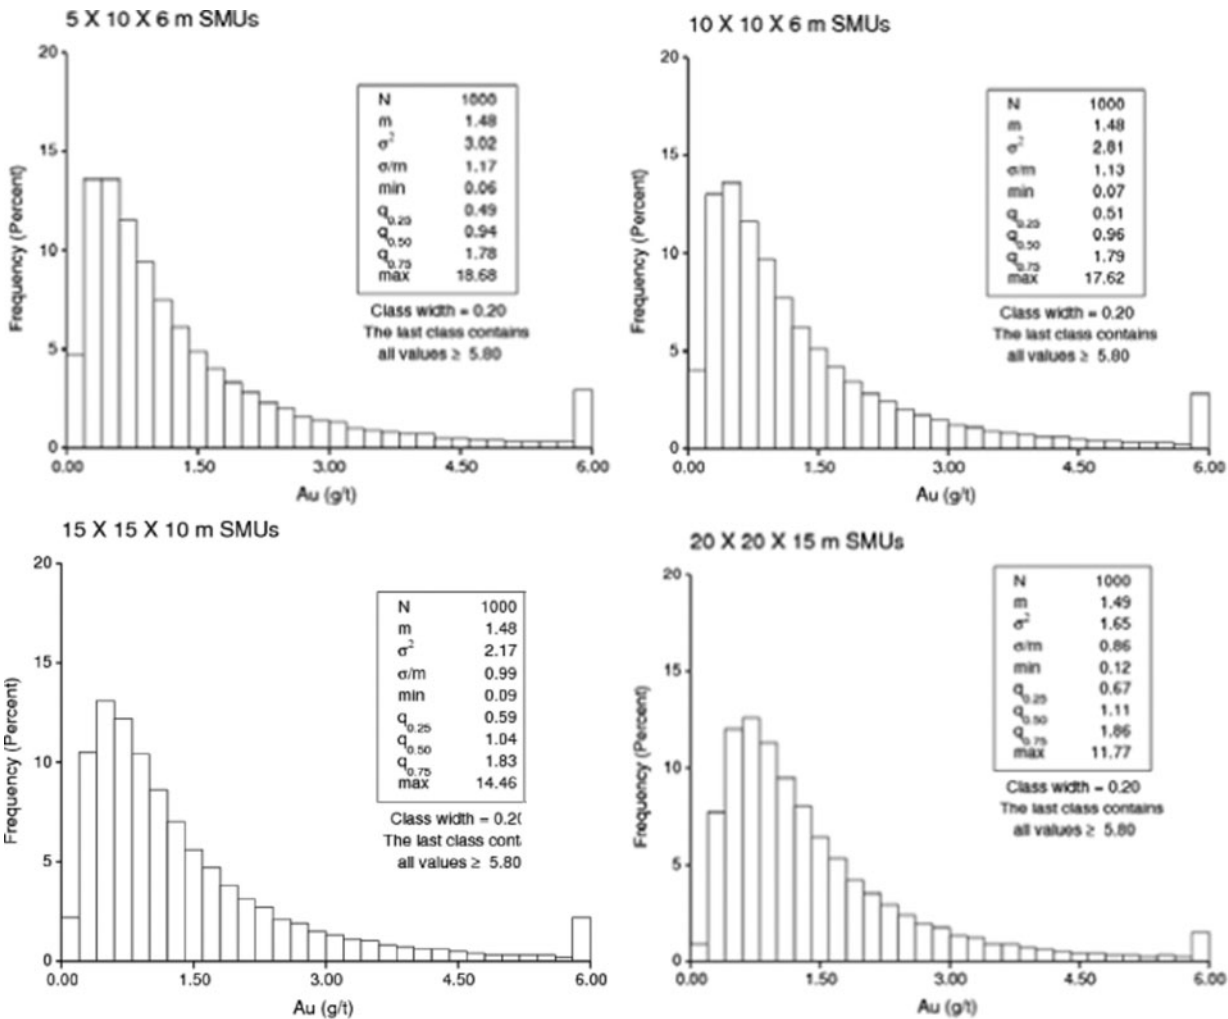 5 X 10 X 6 m SMUs
20
15
10
5
0
Frequency (Percent)
0.00 1.50 3.00 4.50 6.00
Au (g/t)
N 1000
m 1.48
σ² 3.02
σ/m 1.17
min 0.06
q0.25 0.49
q0.50 0.94
q0.75 1.78
max 18.68
Class width = 0.20
The last class contains
all values ≥ 5.80
10 X 10 X 6 m SMUs
20
15
10
5
0
Frequency (Percent)
0.00 1.50 3.00 4.50 6.00
Au (g/t)
N 1000
m 1.48
σ² 2.81
σ/m 1.13
min 0.07
q0.25 0.51
q0.50 0.96
q0.75 1.79
max 17.62
Class width = 0.20
The last class contains
all values ≥ 5.80
15 X 15 X 10 m SMUs
20
15
10
5
0
Frequency (Percent)
0.00 1.50 3.00 4.50 6.00
Au (g/t)
N 1000
m 1.48
σ² 2.17
σ/m 0.99
min 0.09
q0.25 0.59
q0.50 1.04
q0.75 1.83
max 14.46
Class width = 0.20
The last class cont
all values ≥ 5.80
20 X 20 X 15 m SMUs
20
15
10
5
0
Frequency (Percent)
0.00 1.50 3.00 4.50 6.00
Au (g/t)
N 1000
m 1.49
σ² 1.65
σ/m 0.86
min 0.12
q0.25 0.67
q0.50 1.11
q0.75 1.86
max 11.77
Class width = 0.20
The last class contains
all values ≥ 5.80